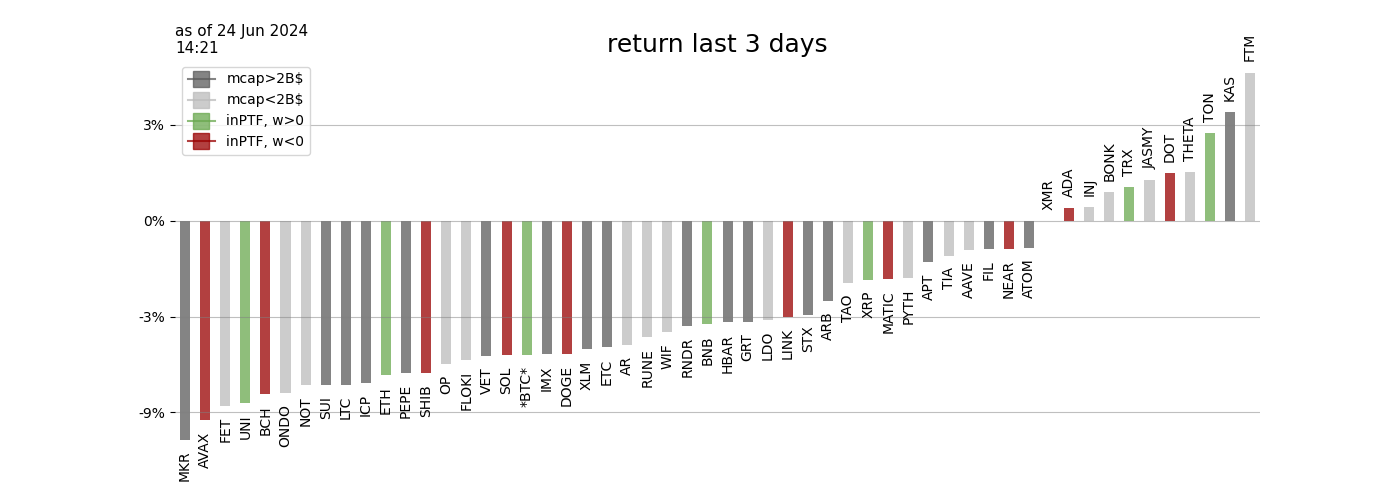 as of 24 Jun 2024
14:21
return last 3 days
mcap>2B$
mcap<2B$
inPTF, w>0
inPTF, w<0
3%
0%
-3%
-9%
MKR
AVAX
FET
UNI
BCH
ONDO
NOT
SUI
LTC
ICP
ETH
PEPE
SHIB
OP
FLOKI
VET
SOL
*BTC*
IMX
DOGE
XLM
ETC
AR
RUNE
WIF
RNDR
BNB
HBAR
GRT
LDO
LINK
STX
ARB
TAO
XRP
MATIC
PYTH
APT
TIA
AAVE
FIL
NEAR
ATOM
XMR
ADA
INJ
BONK
TRX
JASMY
DOT
THETA
TON
KAS
FTM